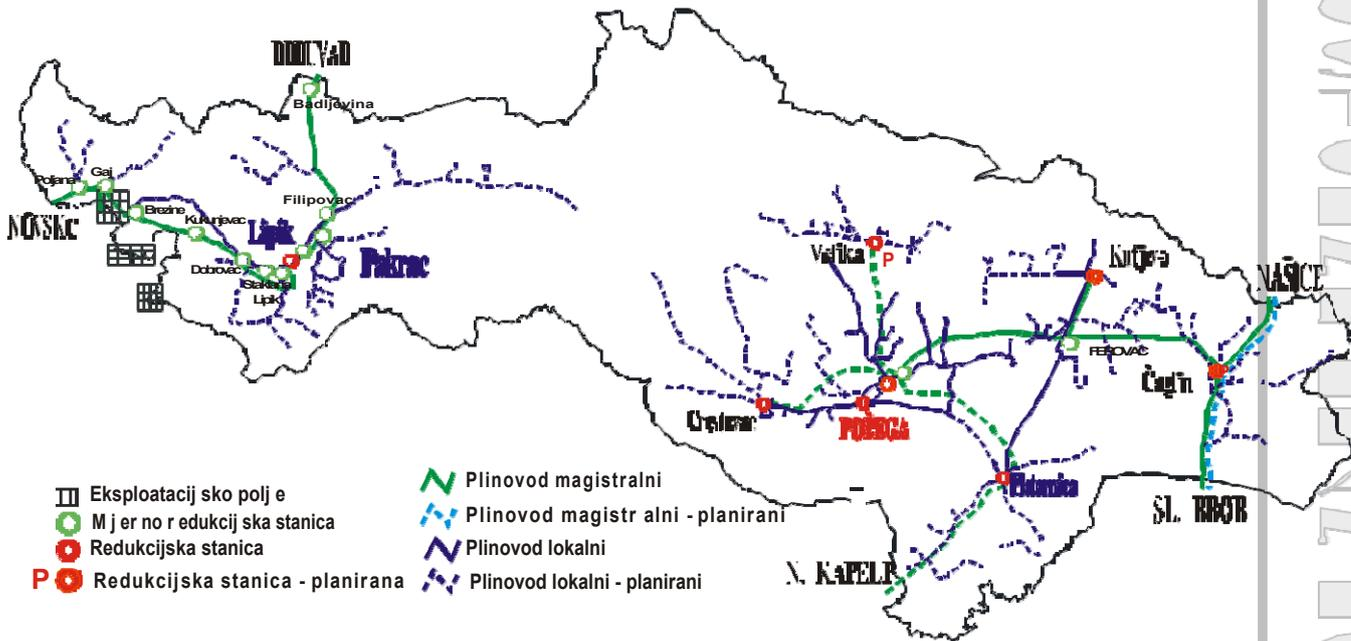 Badljevina
Poljana
Gaj
Brezine
Kukunjevac
Filipovac
Lipik
Pakrac
Dobrovac
Staklana
Lipik
Velika
P
Kutjevo
NAŠICE
FEROVAC
Čaglin
POŽEGA
Pleternica
SL. BROD
Eksploatacij sko polj e
M j er no r edukcij ska stanica
Redukcijska stanica
P Redukcijska stanica - planirana
Plinovod magistralni
Plinovod magistr alni - planirani
Plinovod lokalni
Plinovod lokalni - planirani